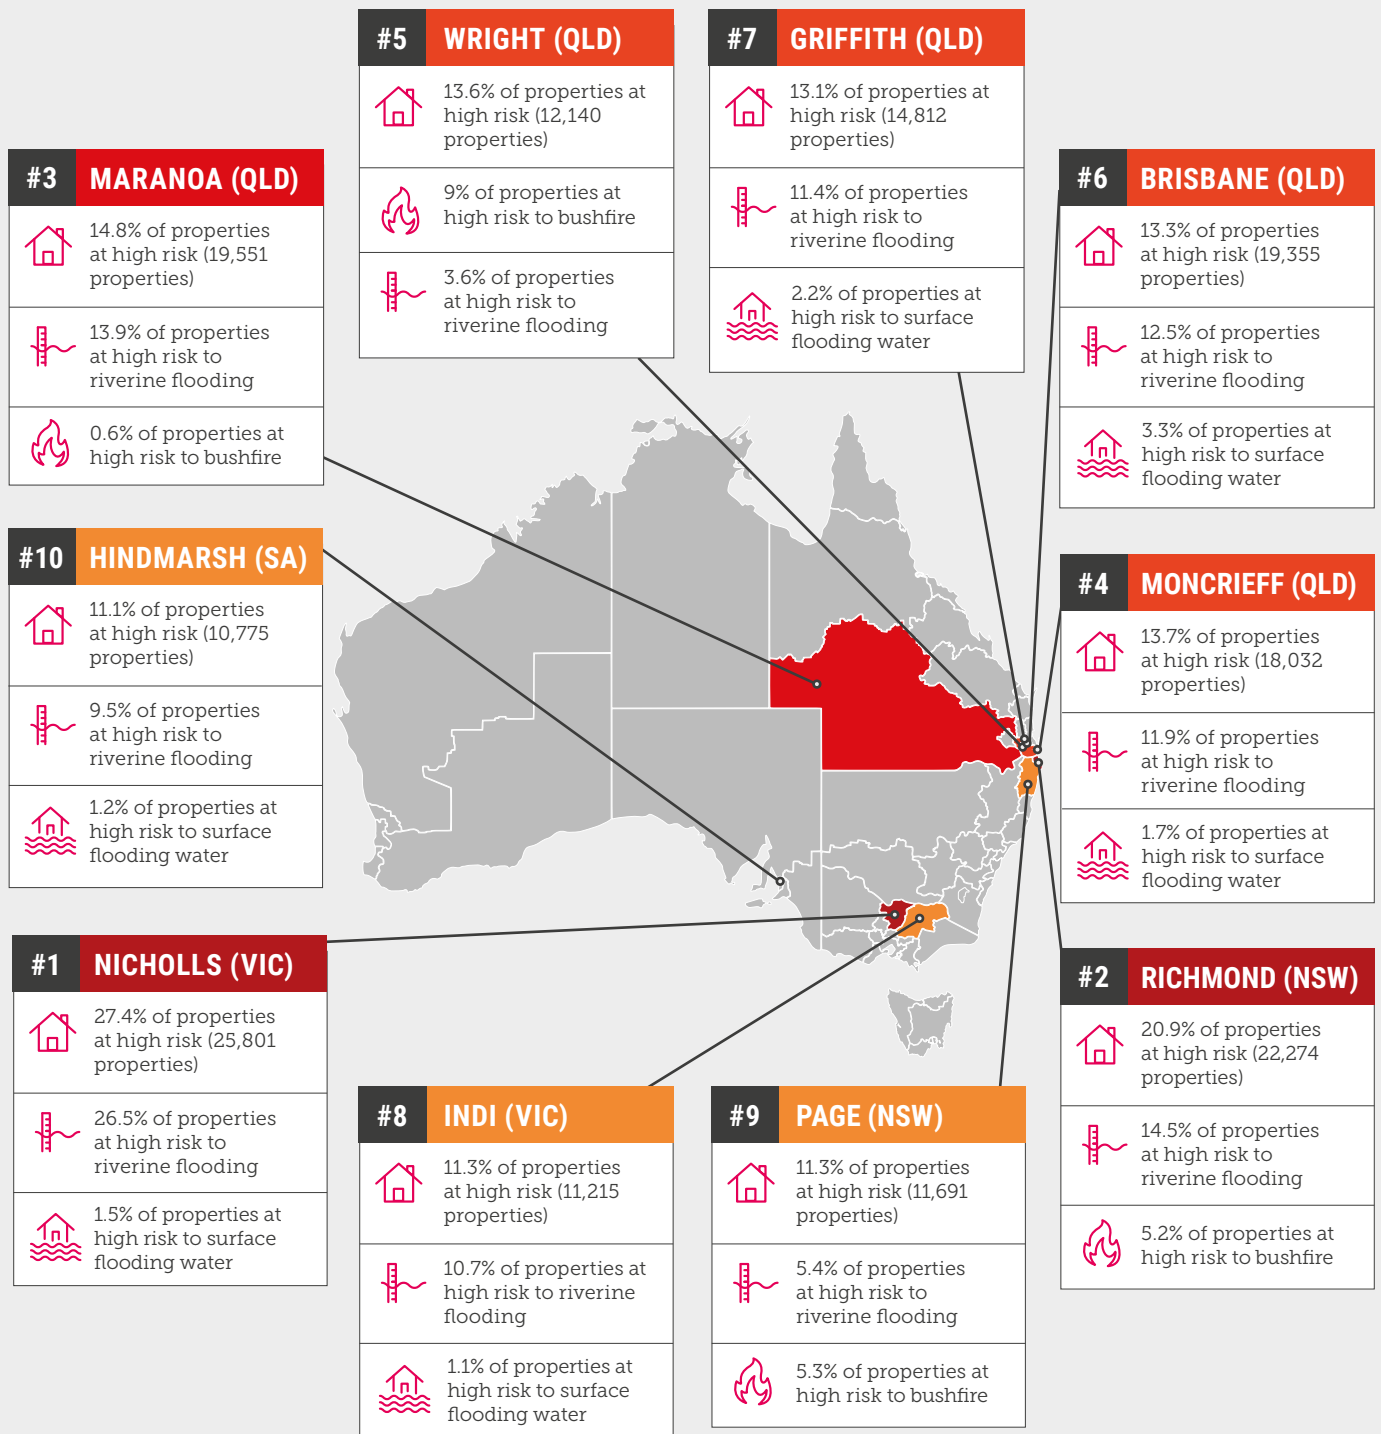 #5 WRIGHT (QLD)
13.6% of properties at
high risk (12,140
properties)
9% of properties at
high risk to bushfire
3.6% of properties
at high risk to
riverine flooding
#7 GRIFFITH (QLD)
13.1% of properties at
high risk (14,812
properties)
11.4% of properties
at high risk to
riverine flooding
2.2% of properties at
high risk to surface
flooding water
#3 MARANOA (QLD)
14.8% of properties
at high risk (19,551
properties)
13.9% of properties
at high risk to
riverine flooding
0.6% of properties at
high risk to bushfire
#6 BRISBANE (QLD)
13.3% of properties
at high risk (19,355
properties)
12.5% of properties
at high risk to
riverine flooding
3.3% of properties at
high risk to surface
flooding water
#10 HINDMARSH (SA)
11.1% of properties
at high risk (10,775
properties)
9.5% of properties
at high risk to
riverine flooding
1.2% of properties at
high risk to surface
flooding water
#4 MONCRIEFF (QLD)
13.7% of properties
at high risk (18,032
properties)
11.9% of properties
at high risk to
riverine flooding
1.7% of properties at
high risk to surface
flooding water
#1 NICHOLLS (VIC)
27.4% of properties
at high risk (25,801
properties)
26.5% of properties
at high risk to
riverine flooding
1.5% of properties at
high risk to surface
flooding water
#2 RICHMOND (NSW)
20.9% of properties
at high risk (22,274
properties)
14.5% of properties
at high risk to
riverine flooding
5.2% of properties at
high risk to bushfire
#8 INDI (VIC)
11.3% of properties
at high risk (11,215
properties)
10.7% of properties at
high risk to riverine
flooding
1.1% of properties at
high risk to surface
flooding water
#9 PAGE (NSW)
11.3% of properties
at high risk (11,691
properties)
5.4% of properties
at high risk to
riverine flooding
5.3% of properties at
high risk to bushfire